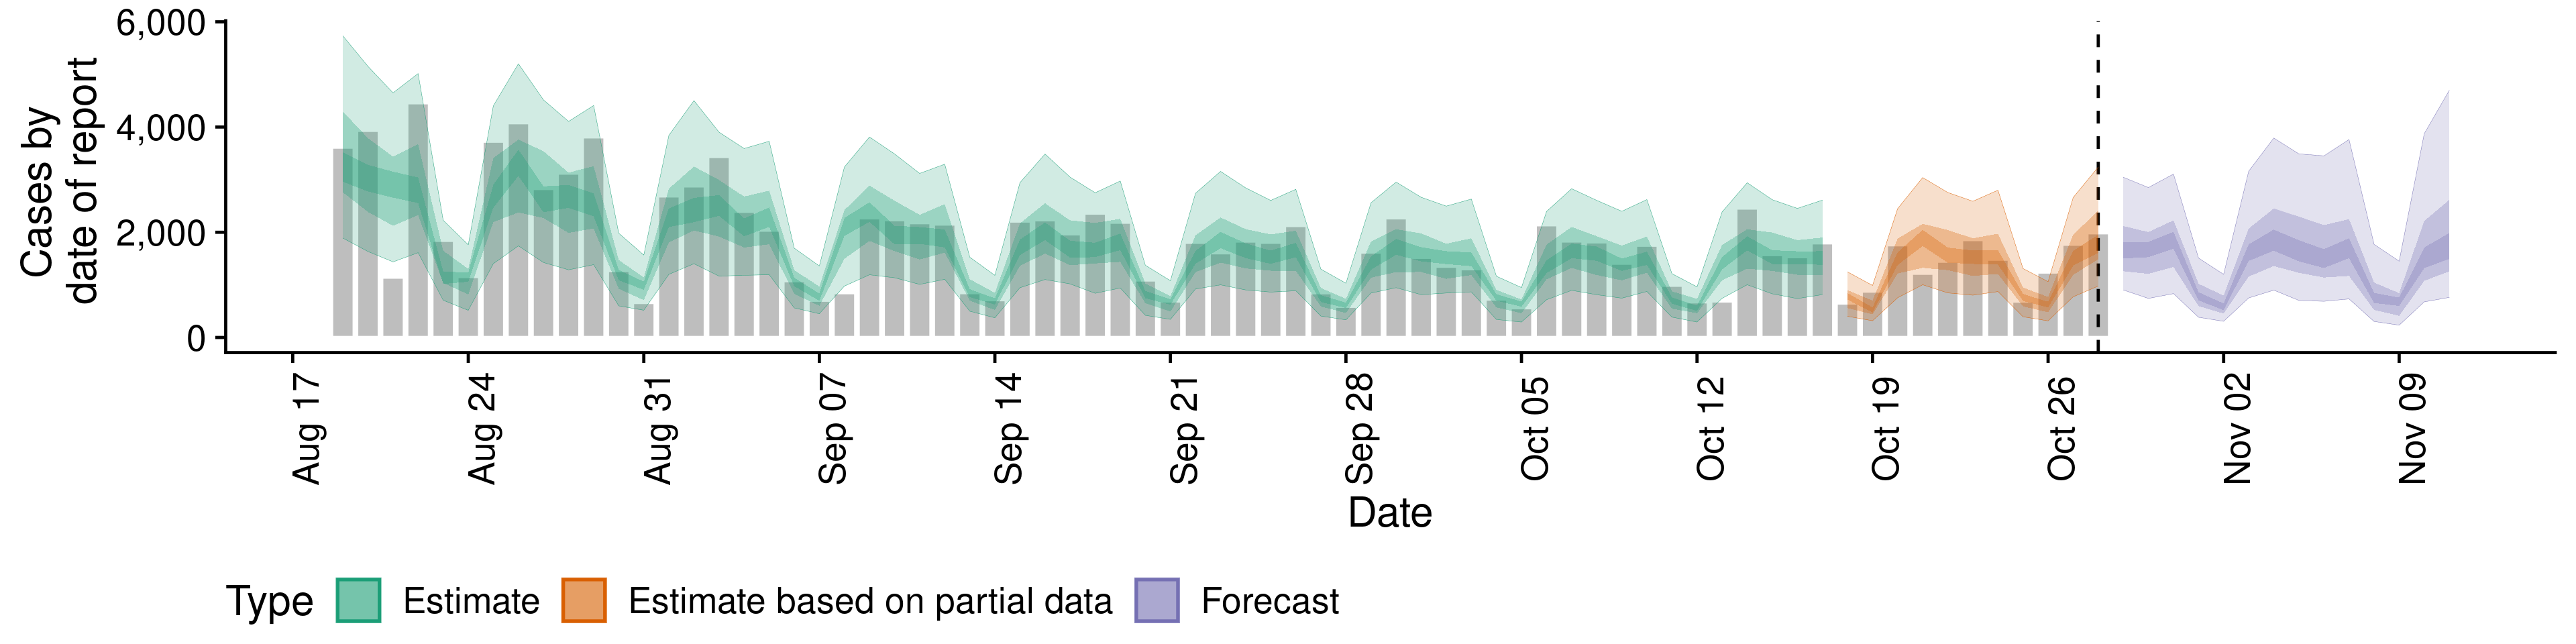 Cases by
date of report
6,000
4,000
2,000
0
Aug 17
Aug 24
Aug 31
Sep 07
Sep 14
Sep 21
Sep 28
Oct 05
Oct 12
Oct 19
Oct 26
Nov 02
Nov 09
Date
Type Estimate Estimate based on partial data Forecast